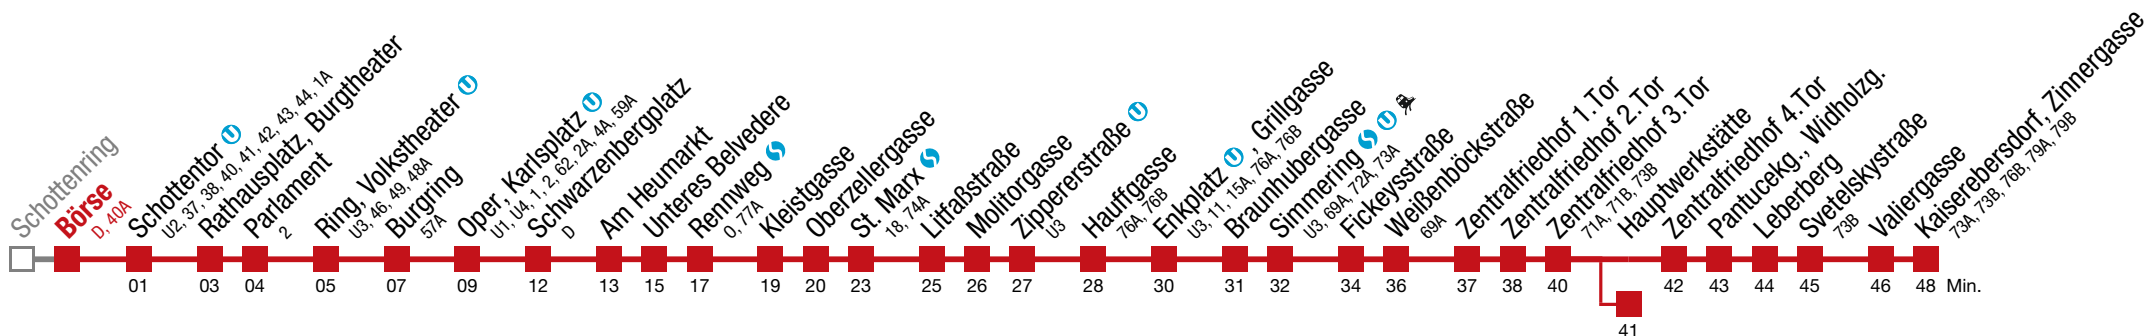 Schottenring
Börse
D, 40A
Schottentor U
U2, 37, 38, 40, 41, 42, 43, 44, 1A
Rathausplatz, Burgtheater
Parlament
2
Ring, Volkstheater U
U3, 46, 49, 48A
Burgring
57A
Oper, Karlsplatz U
U1, U4, 1, 2, 62, 2A, 4A, 59A
Schwarzenbergplatz
D
Am Heumarkt
Unteres Belvedere
Rennweg S
O, 77A
Kleistgasse
Oberzellergasse
St. Marx S
18, 74A
Litfaßstraße
Molitorgasse
Zippererstraße U
U3
Hauffgasse
76A, 76B
Enkplatz U , Grillgasse
U3, 11, 15A, 76A, 76B
Braunhubergasse
Simmering S U
U3, 69A, 72A, 73A
Fickeysstraße
Weißenböckstraße
69A
Zentralfriedhof 1. Tor
Zentralfriedhof 2. Tor
Zentralfriedhof 3. Tor
71A, 71B, 73B
Hauptwerkstätte
Zentralfriedhof 4. Tor
Pantucekg., Widholzg.
Leberberg
Svetelskystraße
73B
Valiergasse
Kaiserebersdorf, Zinnergasse
73A, 73B, 76B, 79A, 79B
01 03 04 05 07 09 12 13 15 17 19 20 23 25 26 27 28 30 31 32 34 36 37 38 40 42 43 44 45 46 48 Min.
41